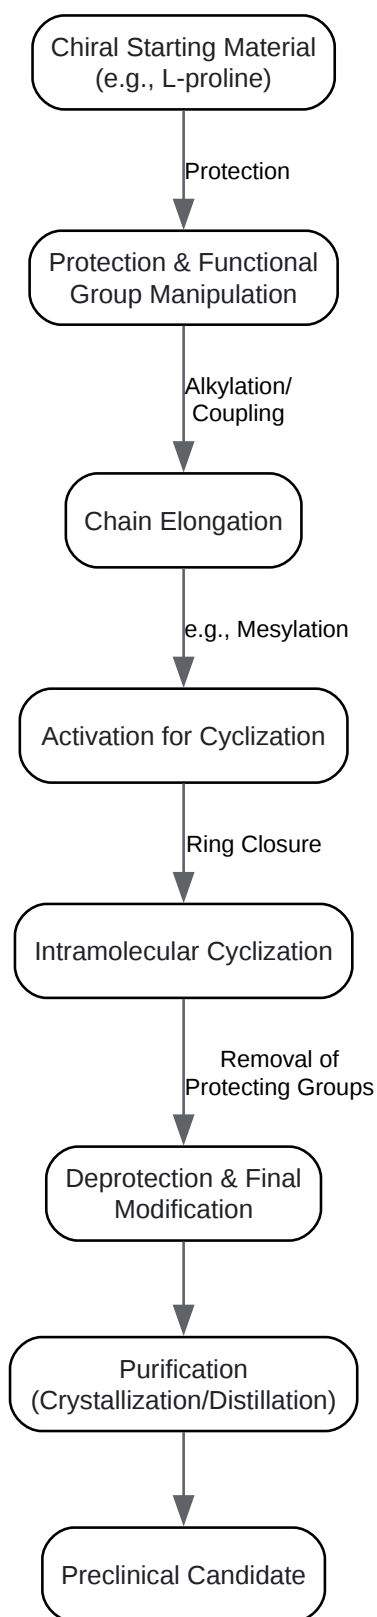 Chiral Starting Material
(e.g., L-proline)
Protection
Protection & Functional
Group Manipulation
Alkylation/
Coupling
Chain Elongation
e.g., Mesylation
Activation for Cyclization
Ring Closure
Intramolecular Cyclization
Removal of
Protecting Groups
Deprotection & Final
Modification
Purification
(Crystallization/Distillation)
Preclinical Candidate